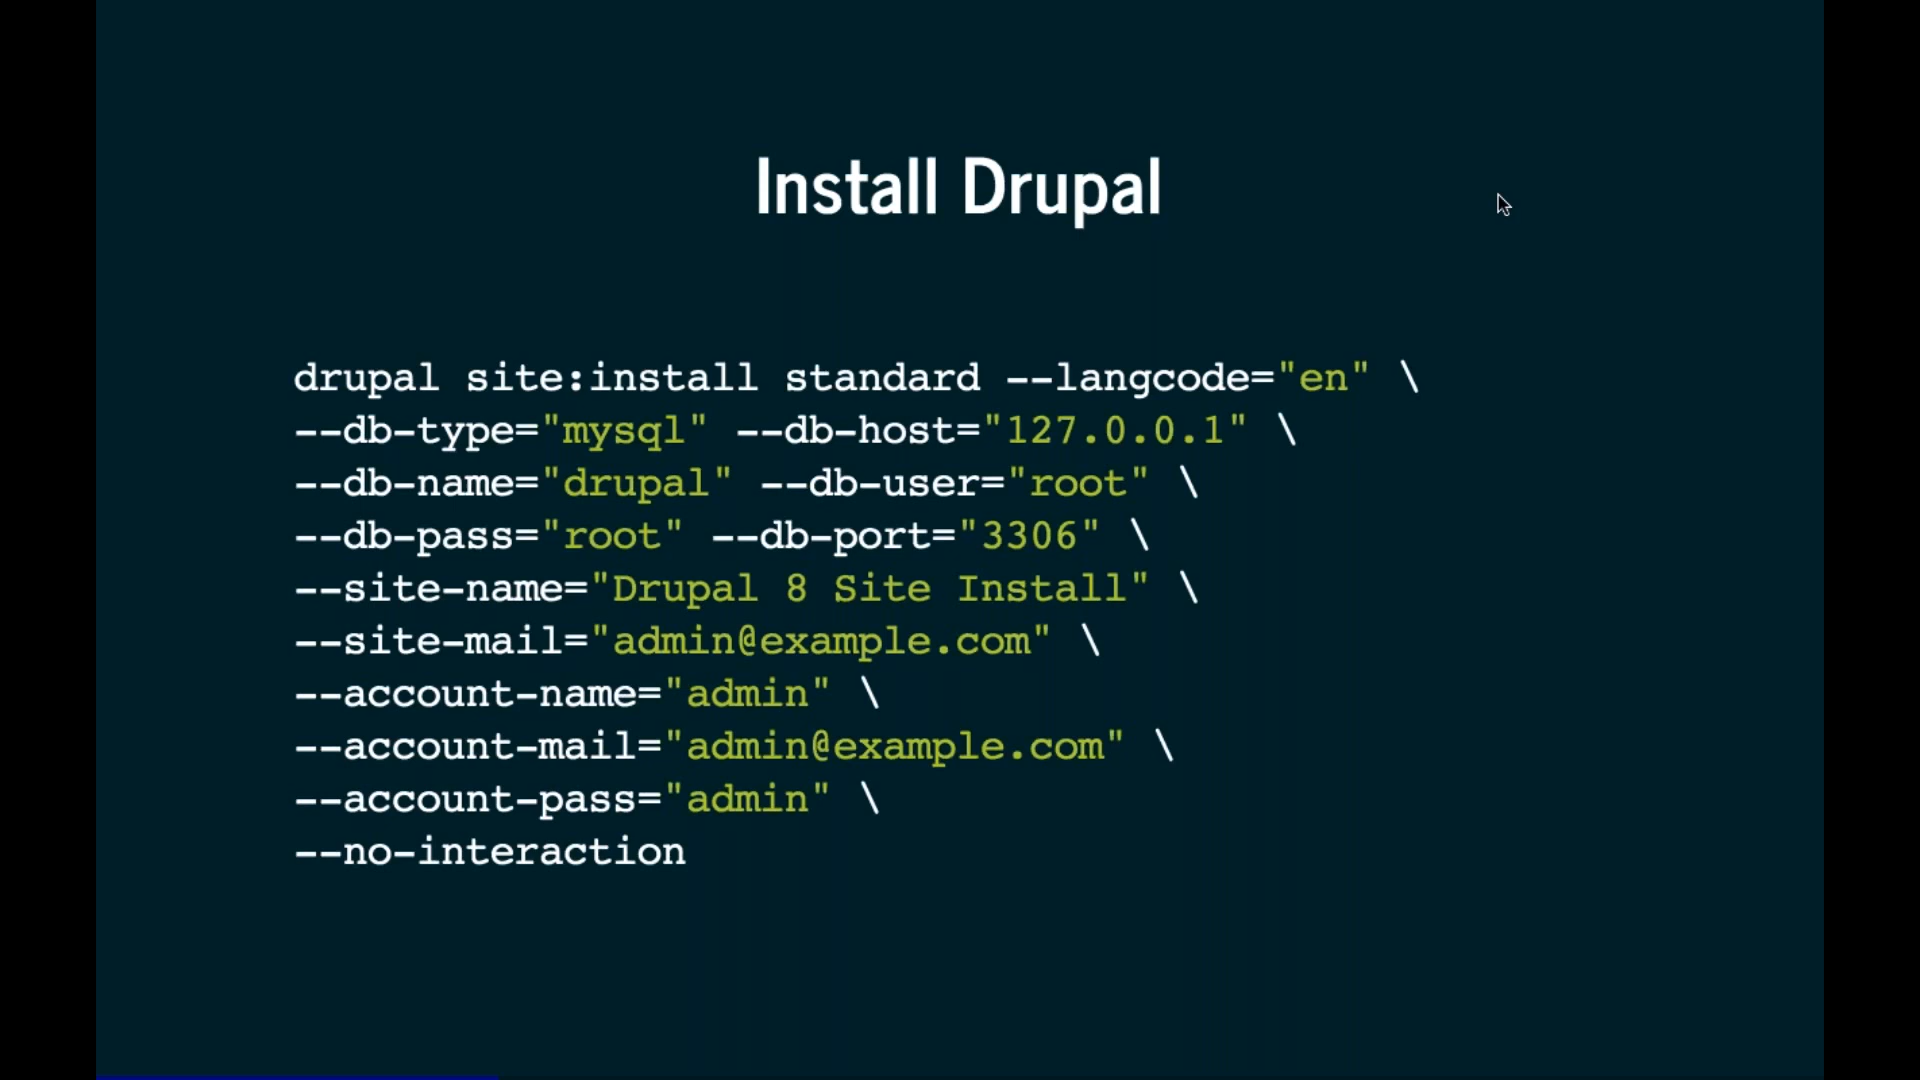 Install Drupal
drupal site:install standard --langcode="en" \
--db-type="mysql" --db-host="127.0.0.1" \
--db-name="drupal" --db-user="root" \
--db-pass="root" --db-port="3306" \
--site-name="Drupal 8 Site Install" \
--site-mail="admin@example.com" \
--account-name="admin" \
--account-mail="admin@example.com" \
--account-pass="admin" \
--no-interaction